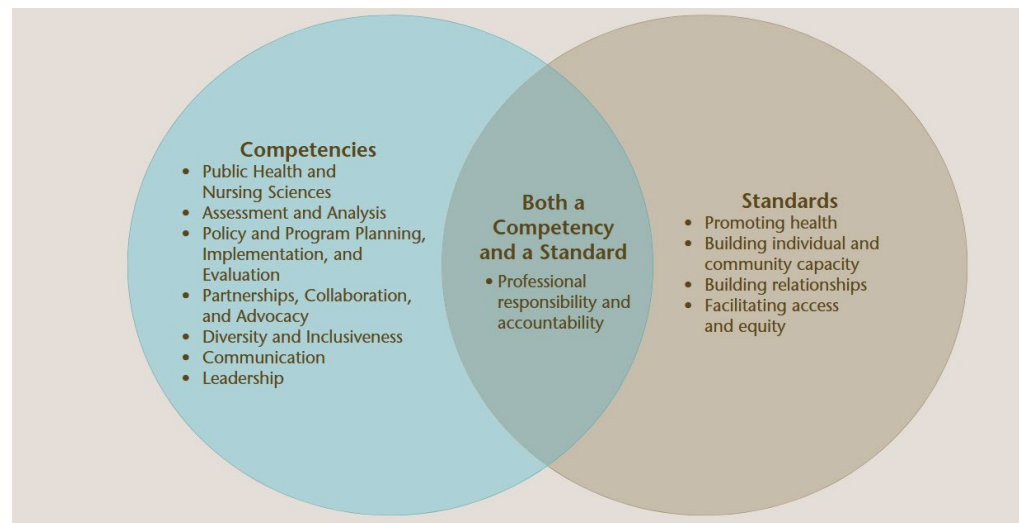 Competencies
• Public Health and
Nursing Sciences
• Assessment and Analysis
• Policy and Program Planning,
Implementation, and
Evaluation
• Partnerships, Collaboration,
and Advocacy
• Diversity and Inclusiveness
• Communication
• Leadership
Both a
Competency
and a Standard
• Professional
responsibility and
accountability
Standards
• Promoting health
• Building individual and
community capacity
• Building relationships
• Facilitating access
and equity